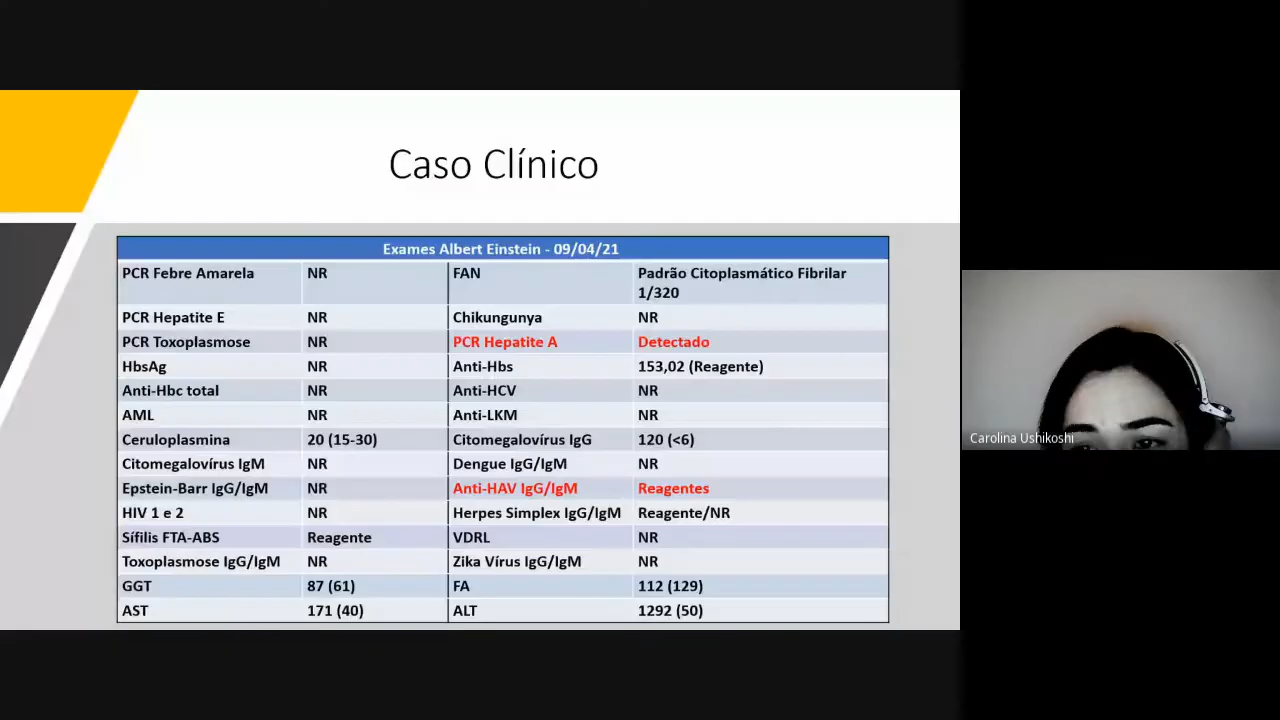 Caso Clínico
Exames Albert Einstein - 09/04/21
PCR Febre Amarela NR FAN Padrão Citoplasmático Fibrilar
1/320
PCR Hepatite E NR Chikungunya NR
PCR Toxoplasmose NR PCR Hepatite A Detectado
HbsAg NR Anti-Hbs 153,02 (Reagente)
Anti-Hbc total NR Anti-HCV NR
AML NR Anti-LKM NR
Ceruloplasmina 20 (15-30) Citomegalovírus IgG 120 (<6)
Citomegalovírus IgM NR Dengue IgG/IgM NR
Epstein-Barr IgG/IgM NR Anti-HAV IgG/IgM Reagentes
HIV 1 e 2 NR Herpes Simplex IgG/IgM Reagente/NR
Sífilis FTA-ABS Reagente VDRL NR
Toxoplasmose IgG/IgM NR Zika Vírus IgG/IgM NR
GGT 87 (61) FA 112 (129)
AST 171 (40) ALT 1292 (50)
Carolina Ushikoshi